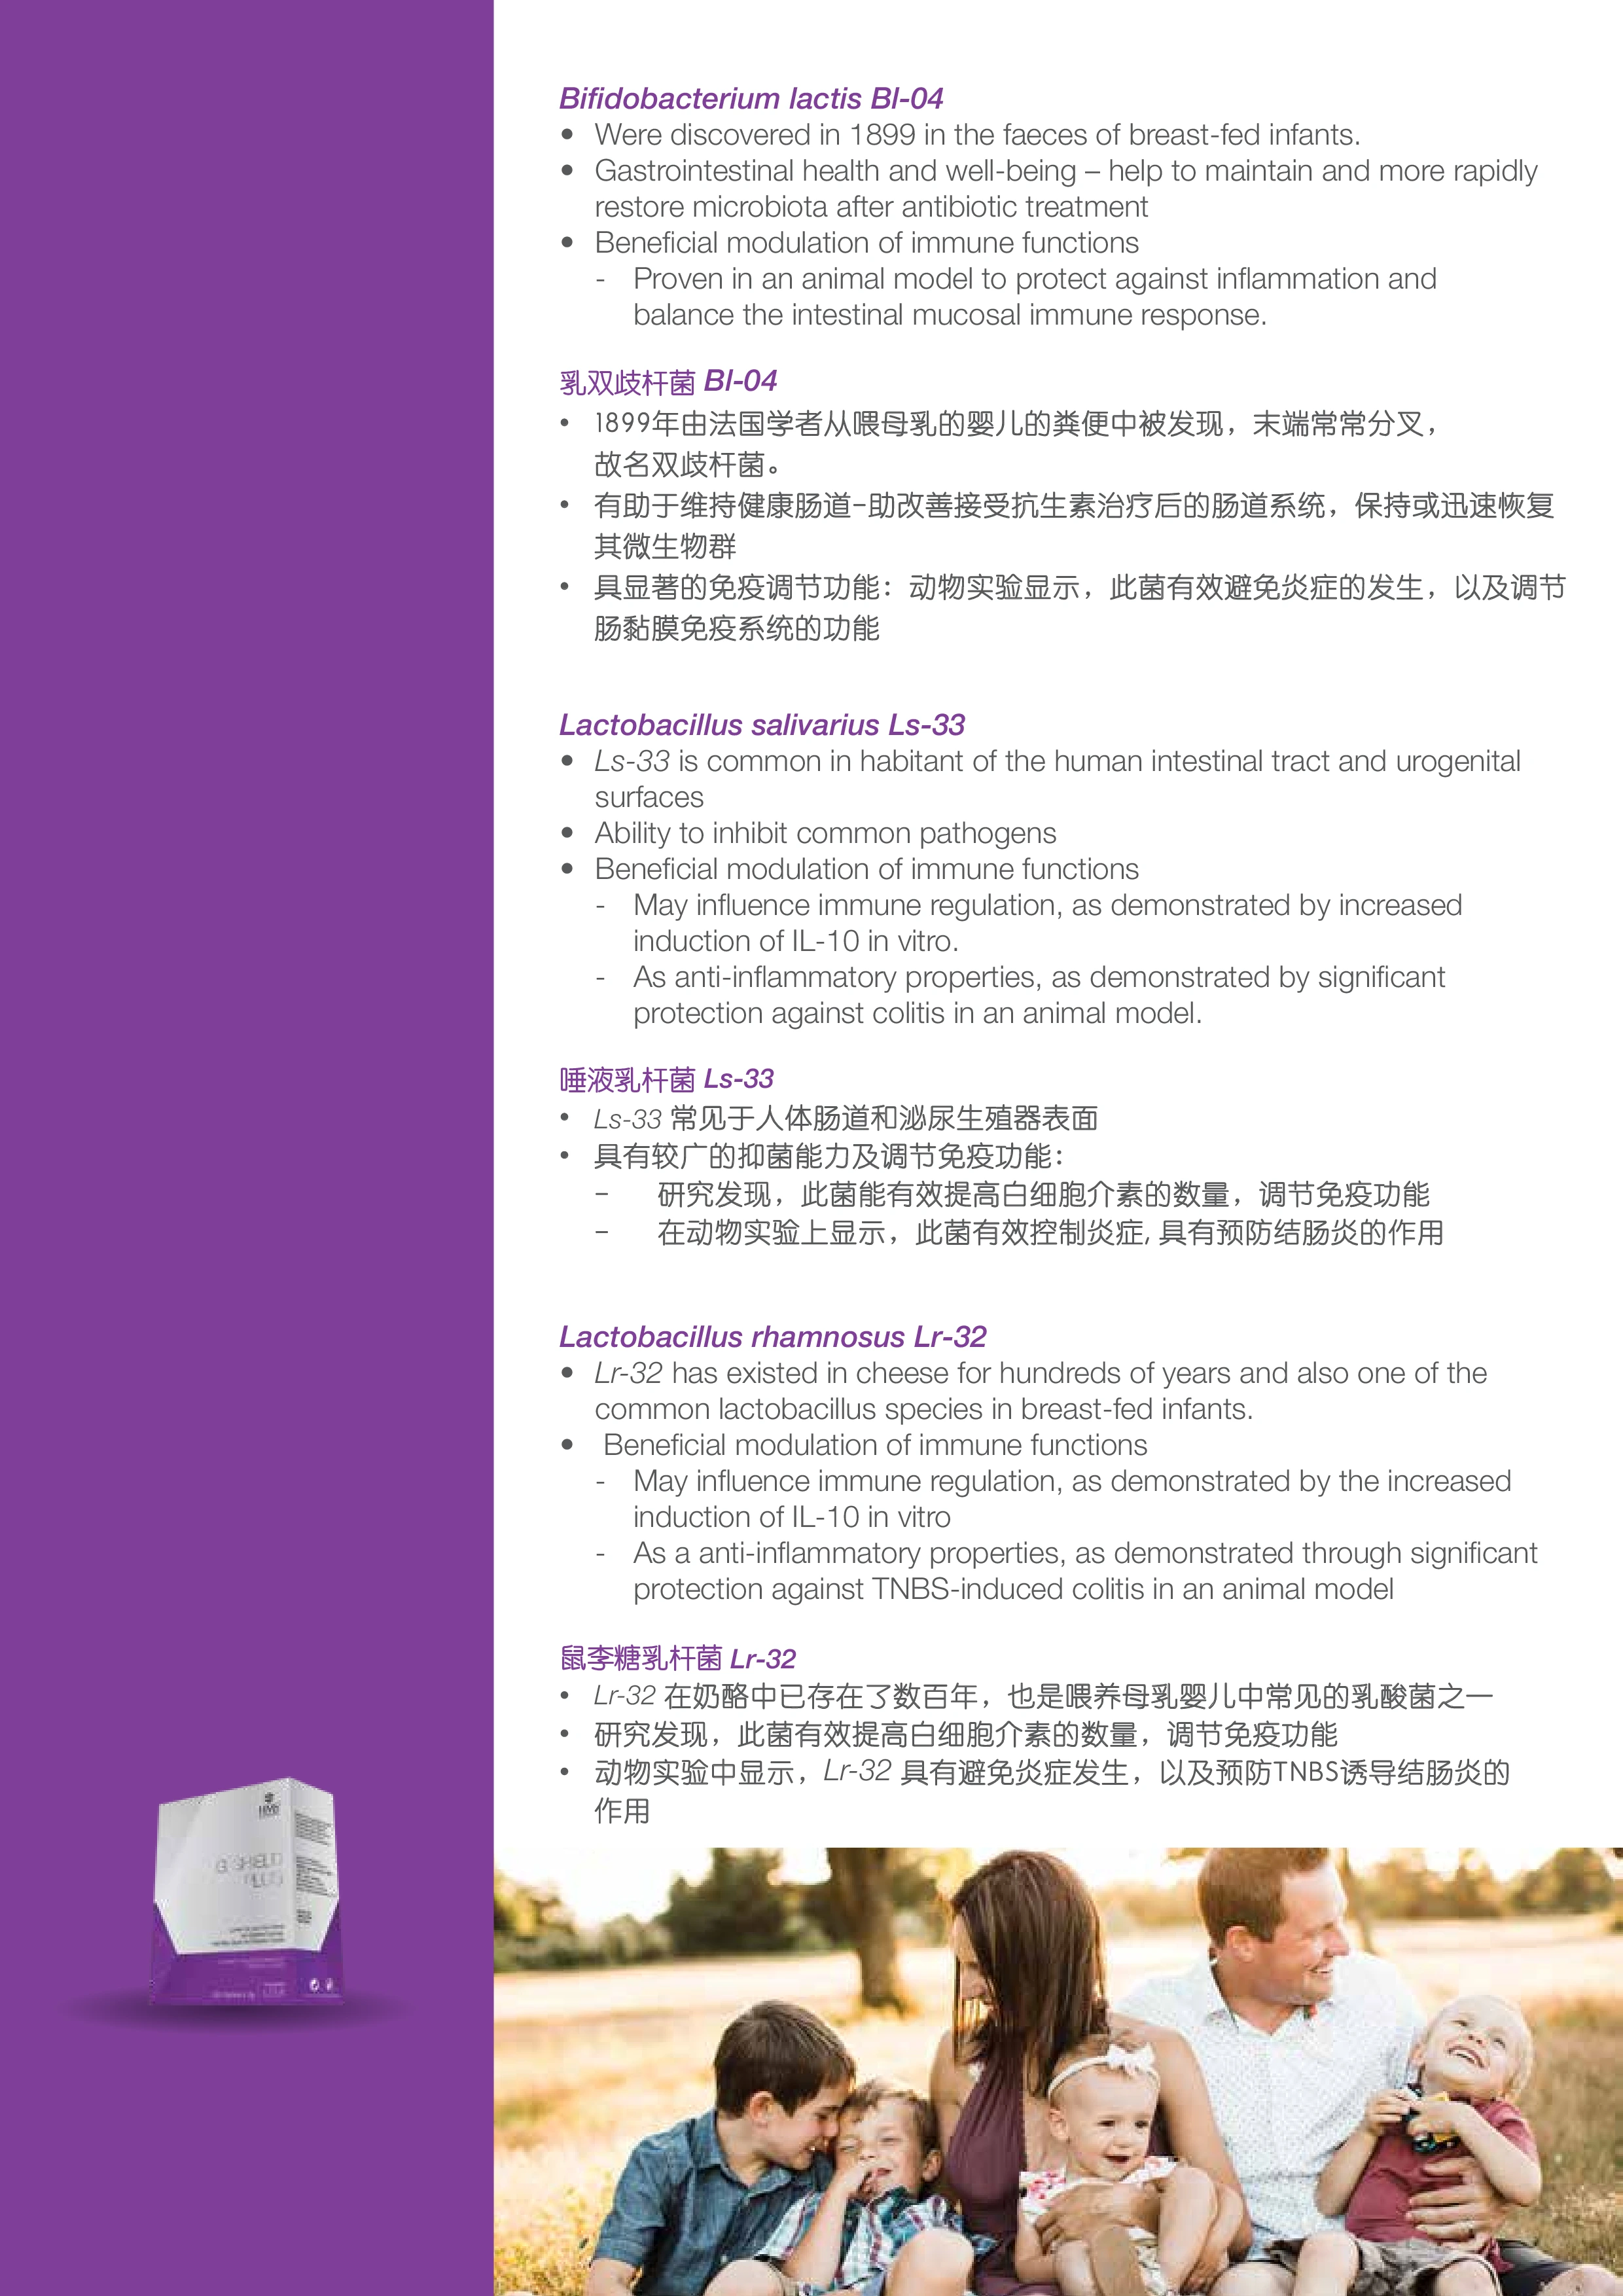 Bifidobacterium lactis Bl-04
• Were discovered in 1899 in the faeces of breast-fed infants.
• Gastrointestinal health and well-being – help to maintain and more rapidly
restore microbiota after antibiotic treatment
• Beneficial modulation of immune functions
- Proven in an animal model to protect against inflammation and
balance the intestinal mucosal immune response.
乳双歧杆菌 Bl-04
• 1899年由法国学者从喂母乳的婴儿的粪便中被发现，末端常常分叉，
故名双歧杆菌。
• 有助于维持健康肠道-助改善接受抗生素治疗后的肠道系统，保持或迅速恢复
其微生物群
• 具显著的免疫调节功能：动物实验显示，此菌有效避免炎症的发生，以及调节
肠黏膜免疫系统的功能
Lactobacillus salivarius Ls-33
• Ls-33 is common in habitant of the human intestinal tract and urogenital
surfaces
• Ability to inhibit common pathogens
• Beneficial modulation of immune functions
- May influence immune regulation, as demonstrated by increased
induction of IL-10 in vitro.
- As anti-inflammatory properties, as demonstrated by significant
protection against colitis in an animal model.
唾液乳杆菌 Ls-33
• Ls-33 常见于人体肠道和泌尿生殖器表面
• 具有较广的抑菌能力及调节免疫功能：
- 研究发现，此菌能有效提高白细胞介素的数量，调节免疫功能
- 在动物实验上显示，此菌有效控制炎症, 具有预防结肠炎的作用
Lactobacillus rhamnosus Lr-32
• Lr-32 has existed in cheese for hundreds of years and also one of the
common lactobacillus species in breast-fed infants.
• Beneficial modulation of immune functions
- May influence immune regulation, as demonstrated by the increased
induction of IL-10 in vitro
- As a anti-inflammatory properties, as demonstrated through significant
protection against TNBS-induced colitis in an animal model
鼠李糖乳杆菌 Lr-32
• Lr-32 在奶酪中已存在了数百年，也是喂养母乳婴儿中常见的乳酸菌之一
• 研究发现，此菌有效提高白细胞介素的数量，调节免疫功能
• 动物实验中显示，Lr-32 具有避免炎症发生，以及预防TNBS诱导结肠炎的
作用
SHIELD
PLUS